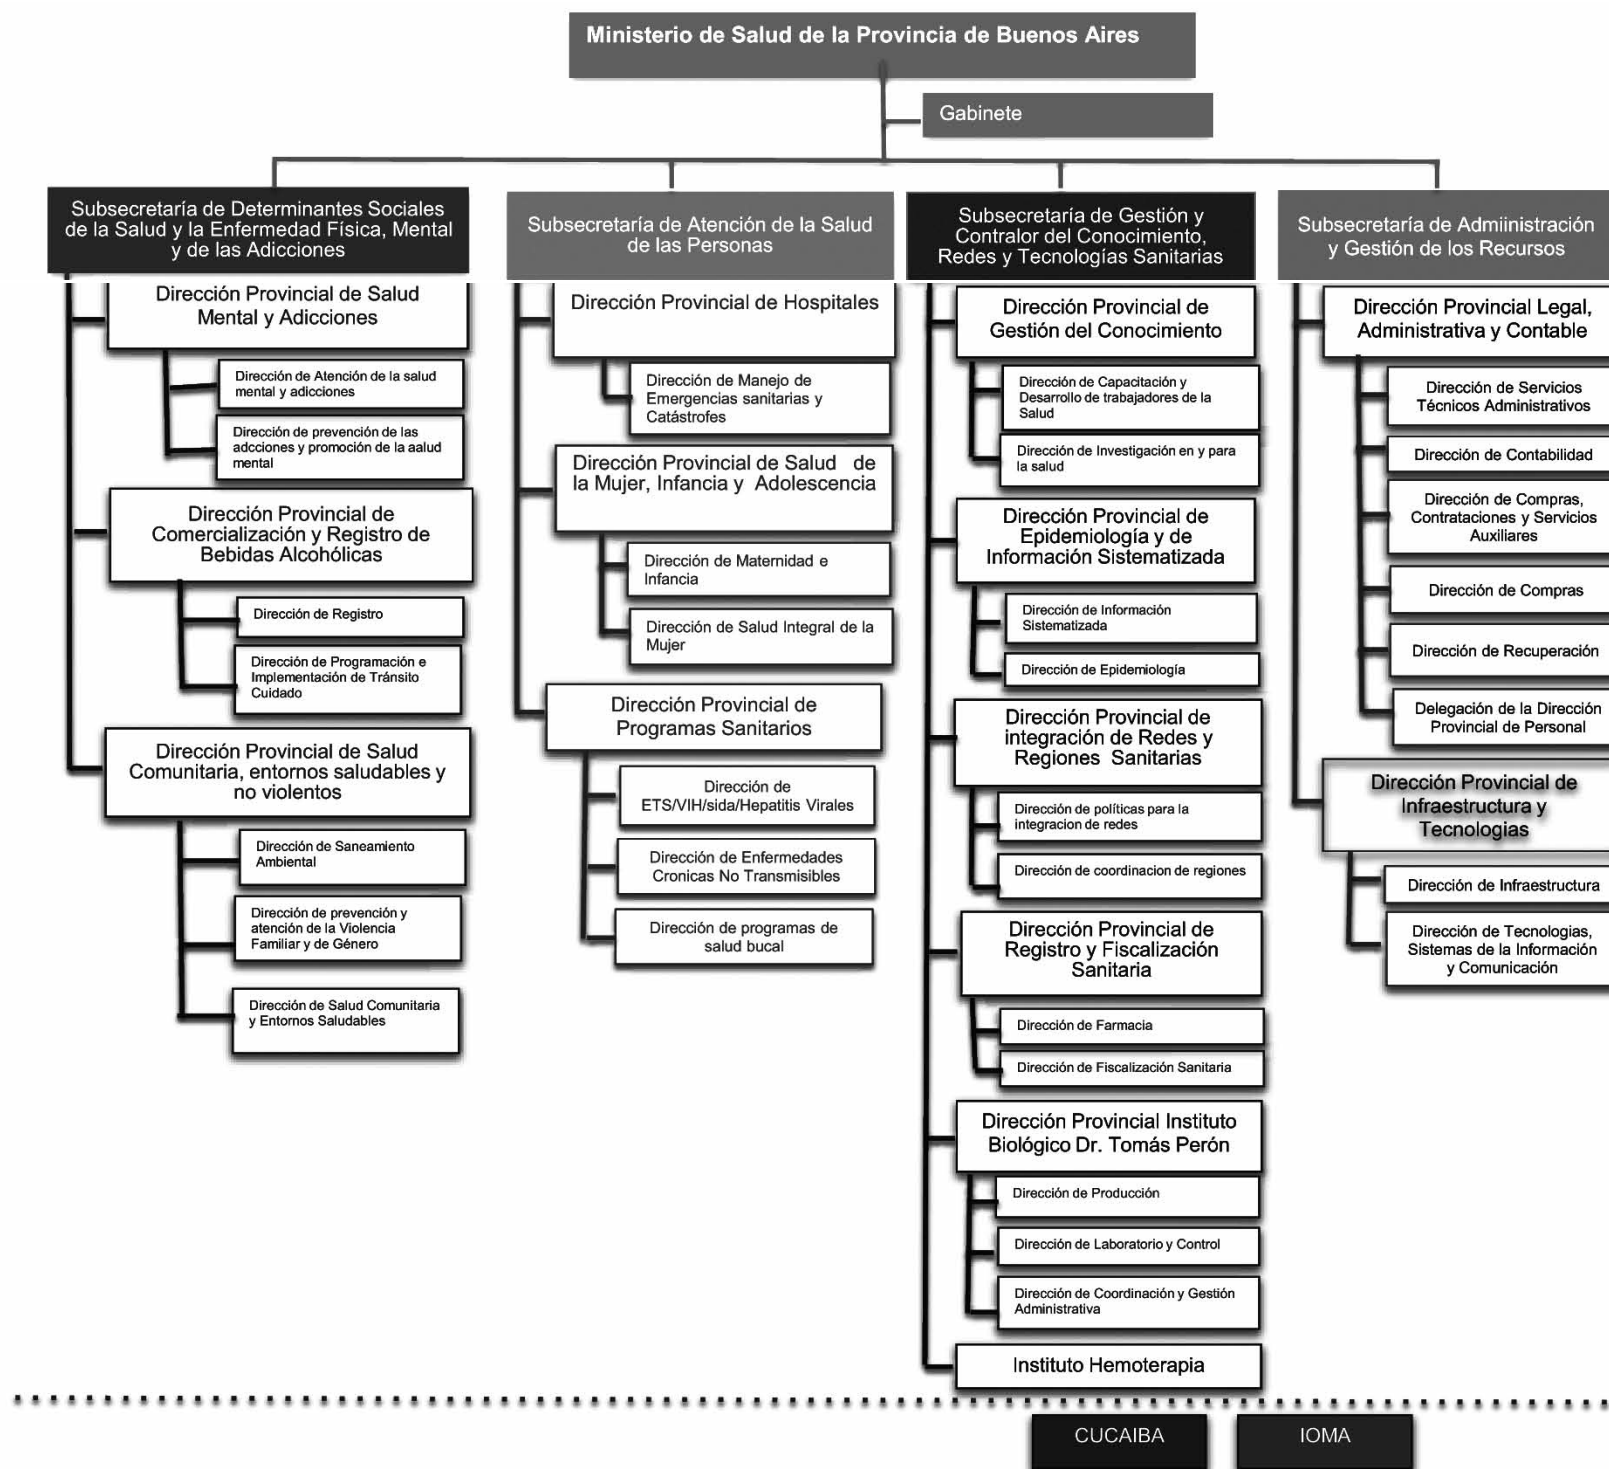 Ministerio de Salud de la Provincia de Buenos Aires
Gabinete
Subsecretaría de Determinantes Sociales
de la Salud y la Enfermedad Física, Mental
y de las Adicciones
Dirección Provincial de Salud
Mental y Adicciones
Dirección de Atención de la salud
mental y adicciones
Dirección de prevención de las
adcciones y promoción de la aalud
mental
Dirección Provincial de
Comercialización y Registro de
Bebidas Alcohólicas
Dirección de Registro
Dirección de Programación e
Implementación de Tránsito
Cuidado
Dirección Provincial de Salud
Comunitaria, entornos saludables y
no violentos
Dirección de Saneamiento
Ambiental
Dirección de prevención y
atención de la Violencia
Familiar y de Género
Dirección de Salud Comunitaria
y Entornos Saludables
Subsecretaría de Atención de la Salud
de las Personas
Dirección Provincial de Hospitales
Dirección de Manejo de
Emergencias sanitarias y
Catástrofes
Dirección Provincial de Salud de
la Mujer, Infancia y Adolescencia
Dirección de Maternidad e
Infancia
Dirección de Salud Integral de la
Mujer
Dirección Provincial de
Programas Sanitarios
Dirección de
ETS/VIH/sida/Hepatitis Virales
Dirección de Enfermedades
Cronicas No Transmisibles
Dirección de programas de
salud bucal
Subsecretaría de Gestión y
Contralor del Conocimiento,
Redes y Tecnologías Sanitarias
Dirección Provincial de
Gestión del Conocimiento
Dirección de Capacitación y
Desarrollo de trabajadores de la
Salud
Dirección de Investigación en y para
la salud
Dirección Provincial de
Epidemiología y de
Información Sistematizada
Dirección de Información
Sistematizada
Dirección de Epidemiología
Dirección Provincial de
integración de Redes y
Regiones Sanitarias
Dirección de políticas para la
integracion de redes
Dirección de coordinacion de regiones
Dirección Provincial de
Registro y Fiscalización
Sanitaria
Dirección de Farmacia
Dirección de Fiscalización Sanitaria
Dirección Provincial Instituto
Biológico Dr. Tomás Perón
Dirección de Producción
Dirección de Laboratorio y Control
Dirección de Coordinación y Gestión
Administrativa
Instituto Hemoterapia
Subsecretaría de Admiinistración
y Gestión de los Recursos
Dirección Provincial Legal,
Administrativa y Contable
Dirección de Servicios
Técnicos Administrativos
Dirección de Contabilidad
Dirección de Compras,
Contrataciones y Servicios
Auxiliares
Dirección de Compras
Dirección de Recuperación
Delegación de la Dirección
Provincial de Personal
Dirección Provincial de
Infraestructura y
Tecnologias
Dirección de Infraestructura
Dirección de Tecnologias,
Sistemas de la Información
y Comunicación
CUCAIBA
IOMA